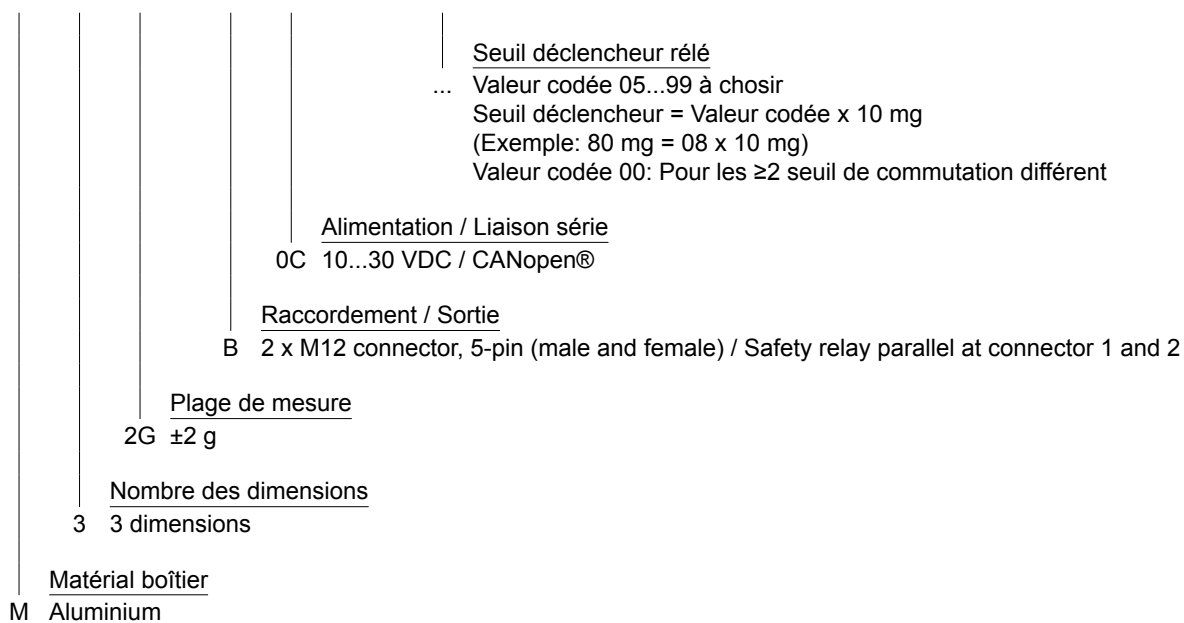 Seuil déclencheur rélé
... Valeur codée 05...99 à chosir
Seuil déclencheur = Valeur codée x 10 mg
(Exemple: 80 mg = 08 x 10 mg)
Valeur codée 00: Pour les ≥2 seuil de commutation différent
Alimentation / Liaison série
0C 10...30 VDC / CANopen®
Raccordement / Sortie
B 2 x M12 connector, 5-pin (male and female) / Safety relay parallel at connector 1 and 2
Plage de mesure
2G ±2 g
Nombre des dimensions
3 3 dimensions
Matérial boîtier
M Aluminium